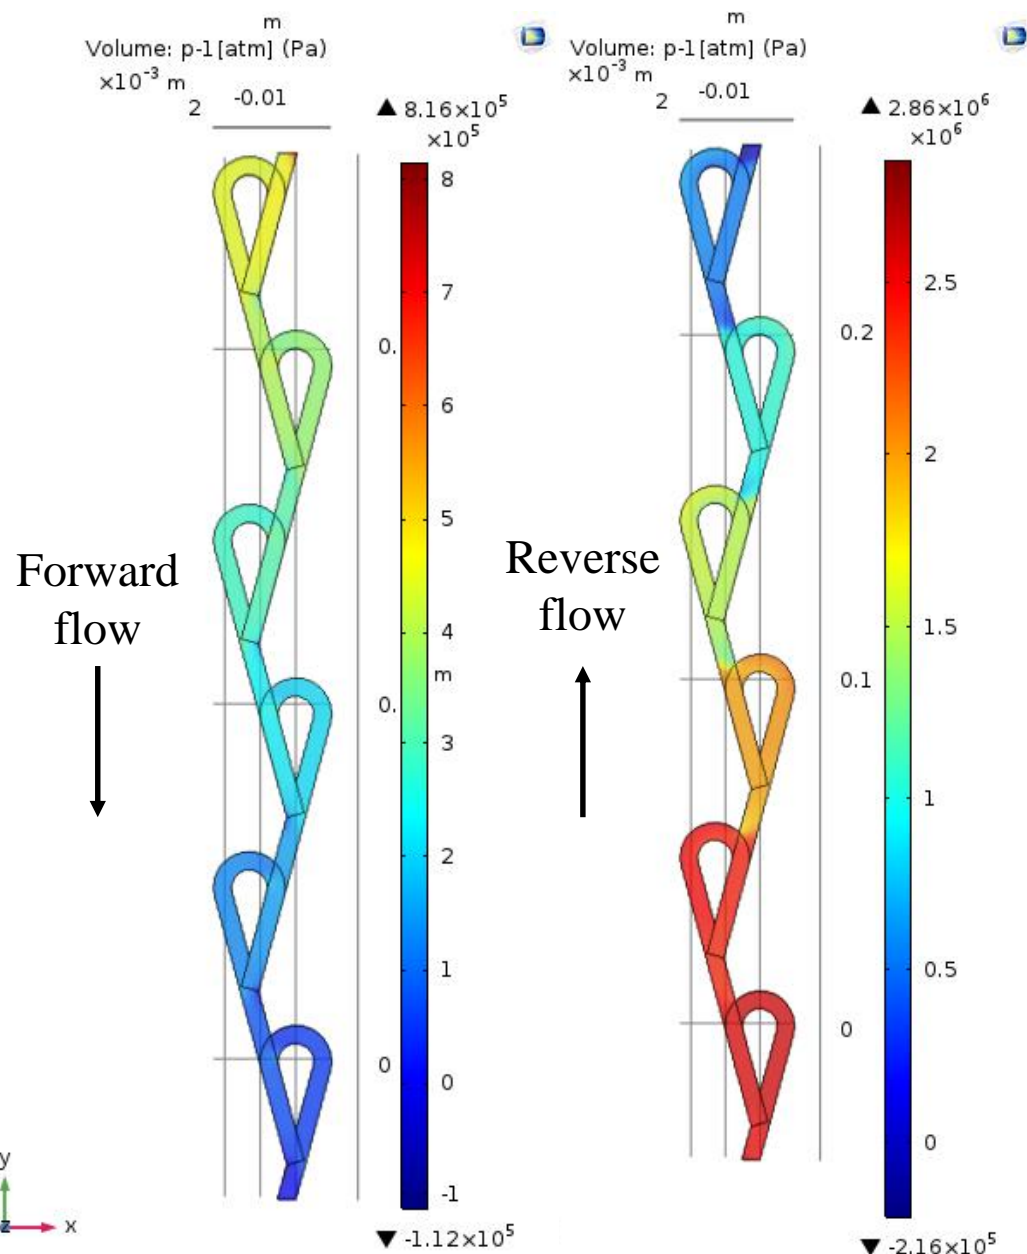 m
Volume: p-1[atm] (Pa)
×10⁻³ m
2 -0.01
▲ 8.16×10⁵
×10⁵
8
7
6
5
4
m
3
2
1
0
-1
▼ -1.12×10⁵
0.
0.
0
Forward
flow
y
z x
m
Volume: p-1[atm] (Pa)
×10⁻³ m
2 -0.01
▲ 2.86×10⁶
×10⁶
2.5
2
1.5
1
0.5
0
▼ -2.16×10⁵
0.2
0.1
0
Reverse
flow